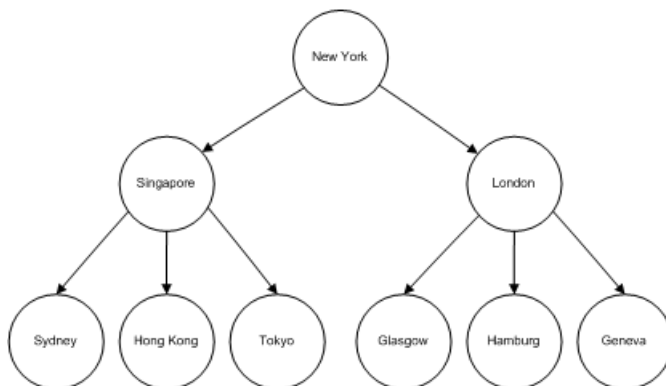 New York
Singapore
London
Sydney
Hong Kong
Tokyo
Glasgow
Hamburg
Geneva